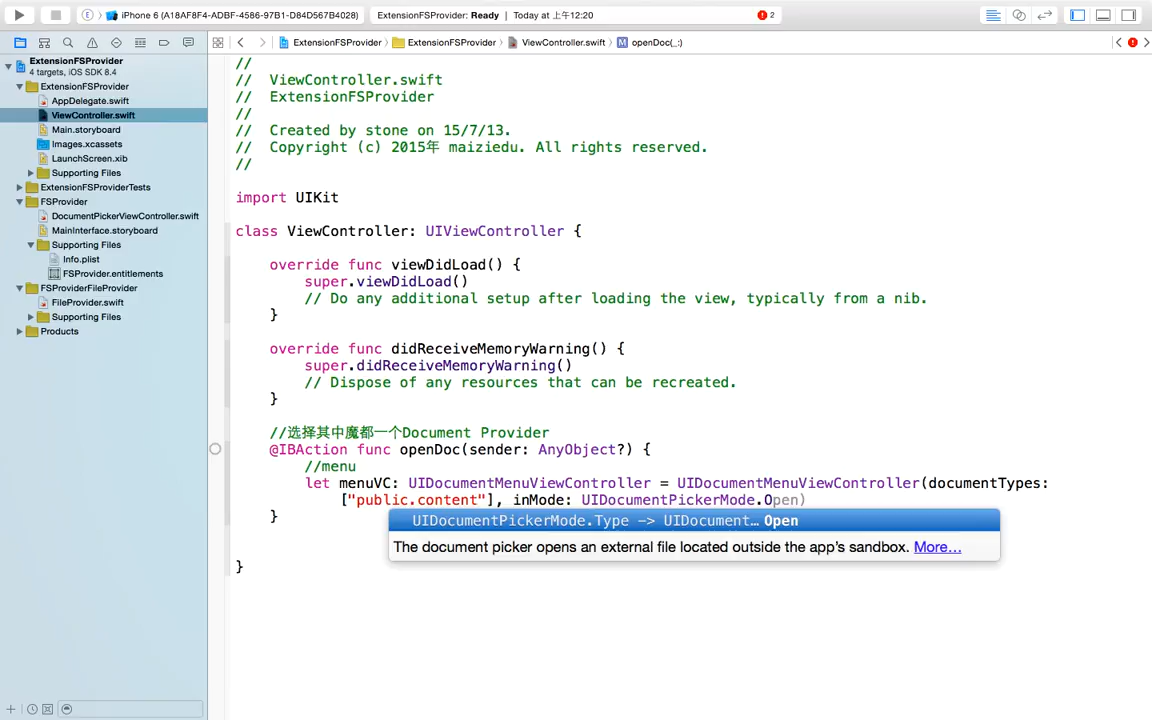 iPhone 6 (A18AF8F4-ADBF-4586-97B1-D84D567B4028)
ExtensionFSProvider: Ready | Today at 上午12:20
2
ExtensionFSProvider
ExtensionFSProvider
ViewController.swift
M openDoc(_:)
ExtensionFSProvider
4 targets, iOS SDK 8.4
ExtensionFSProvider
AppDelegate.swift
ViewController.swift
Main.storyboard
Images.xcassets
LaunchScreen.xib
Supporting Files
ExtensionFSProviderTests
FSProvider
DocumentPickerViewController.swift
MainInterface.storyboard
Supporting Files
Info.plist
FSProvider.entitlements
FSProviderFileProvider
FileProvider.swift
Supporting Files
Products
//
// ViewController.swift
// ExtensionFSProvider
//
// Created by stone on 15/7/13.
// Copyright (c) 2015年 maiziedu. All rights reserved.
//
import UIKit
class ViewController: UIViewController {
override func viewDidLoad() {
super.viewDidLoad()
// Do any additional setup after loading the view, typically from a nib.
}
override func didReceiveMemoryWarning() {
super.didReceiveMemoryWarning()
// Dispose of any resources that can be recreated.
}
//选择其中魔都一个Document Provider
@IBAction func openDoc(sender: AnyObject?) {
//menu
let menuVC: UIDocumentMenuViewController = UIDocumentMenuViewController(documentTypes:
["public.content"], inMode: UIDocumentPickerMode.Open)
}
UIDocumentPickerMode.Type -> UIDocument… Open
The document picker opens an external file located outside the app's sandbox. More…
}